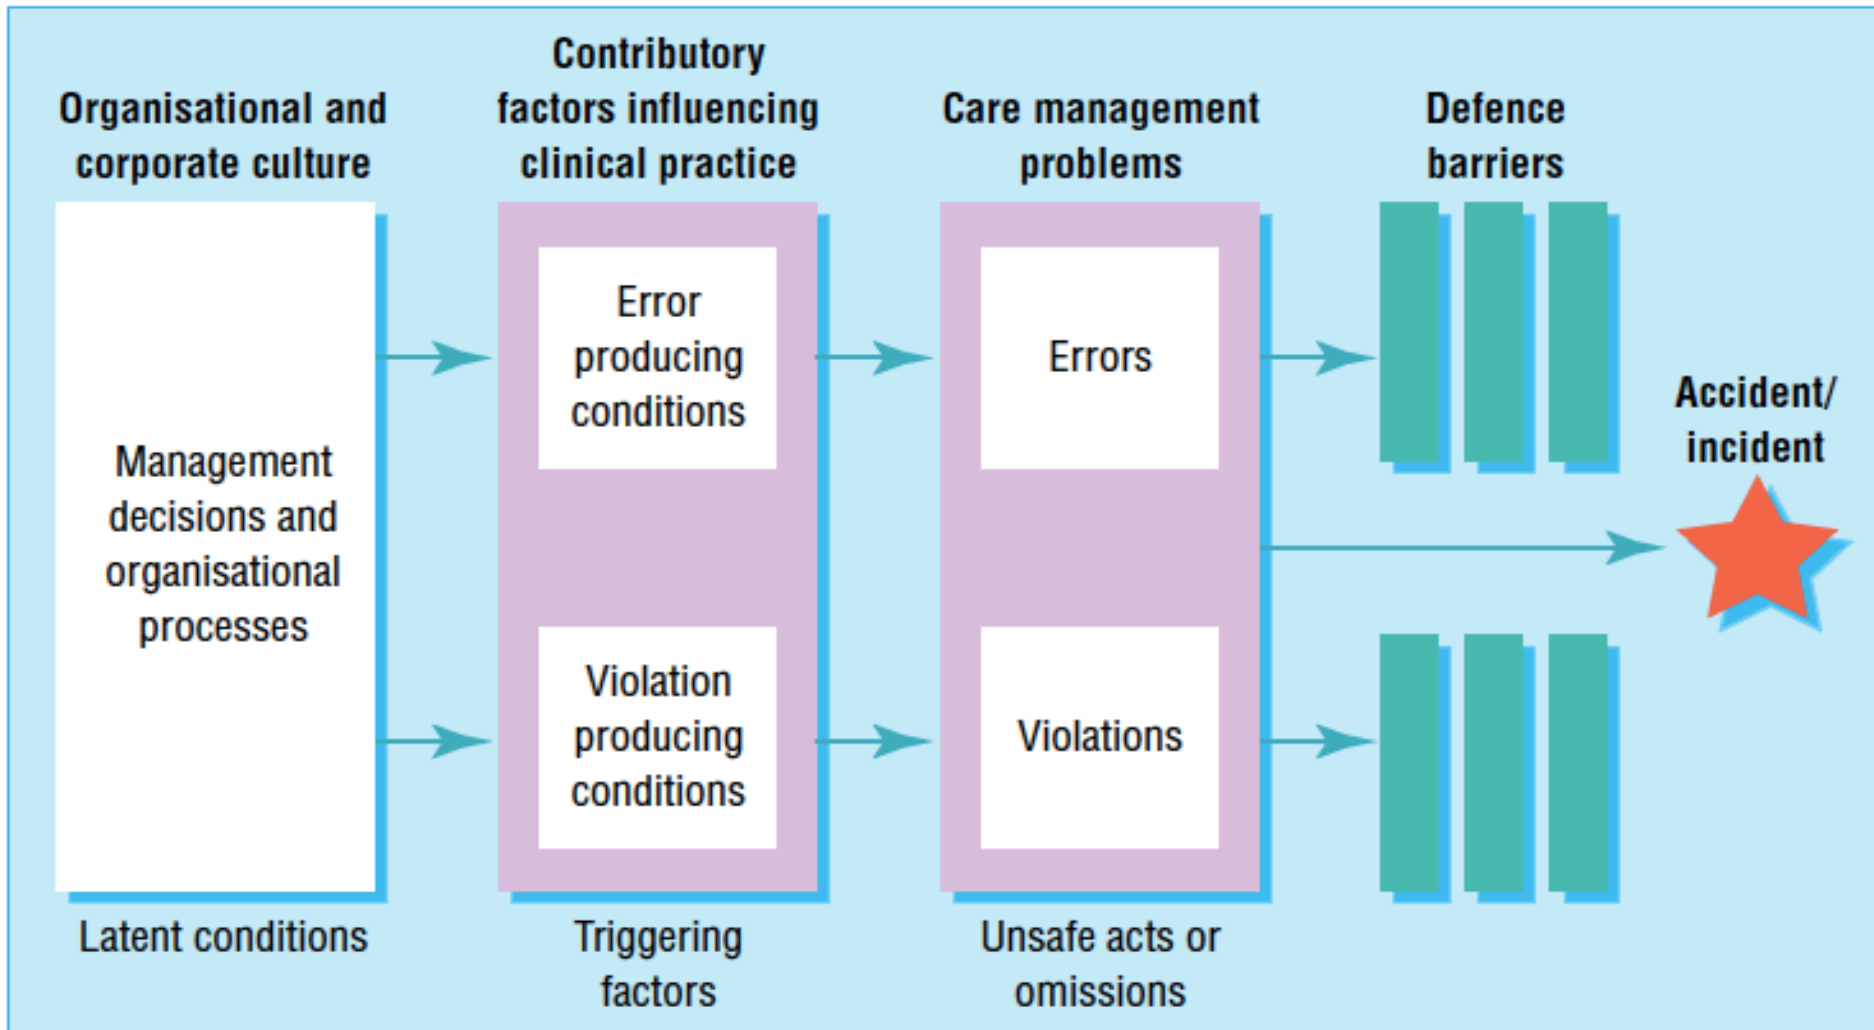 Organisational and
corporate culture
Contributory
factors influencing
clinical practice
Care management
problems
Defence
barriers
Management
decisions and
organisational
processes
Error
producing
conditions
Violation
producing
conditions
Errors
Violations
Accident/
incident
Latent conditions
Triggering
factors
Unsafe acts or
omissions